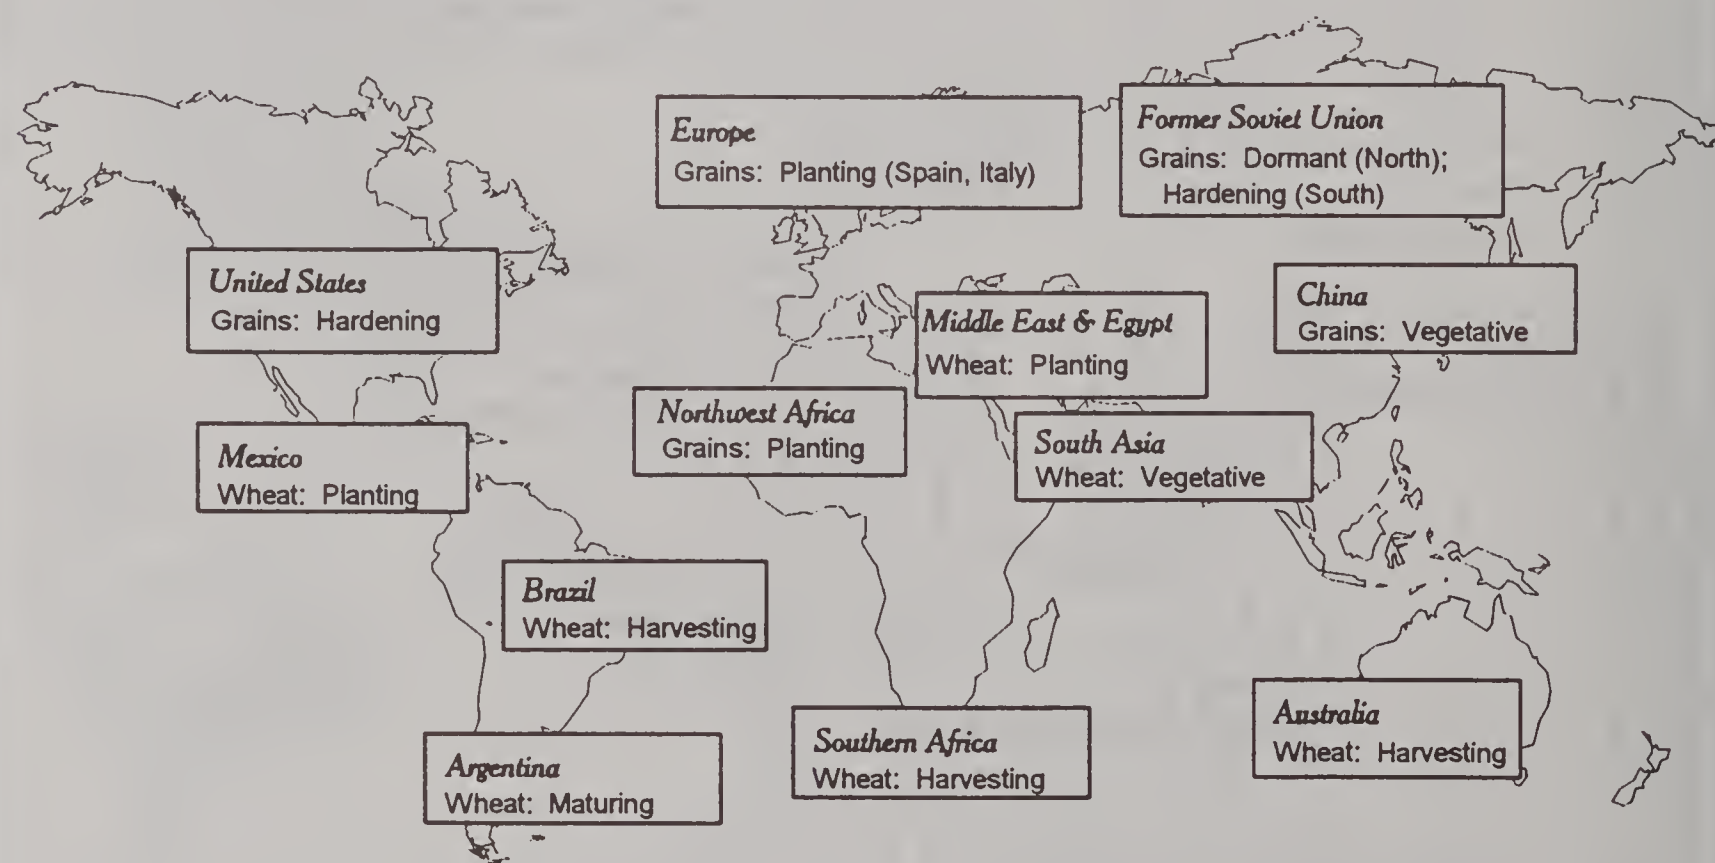 Europe
Grains: Planting (Spain, Italy)
Former Soviet Union
Grains: Dormant (North);
Hardening (South)
United States
Grains: Hardening
Middle East & Egypt
Wheat: Planting
China
Grains: Vegetative
Northwest Africa
Grains: Planting
South Asia
Wheat: Vegetative
Mexico
Wheat: Planting
Brazil
Wheat: Harvesting
Argentina
Wheat: Maturing
Southern Africa
Wheat: Harvesting
Australia
Wheat: Harvesting